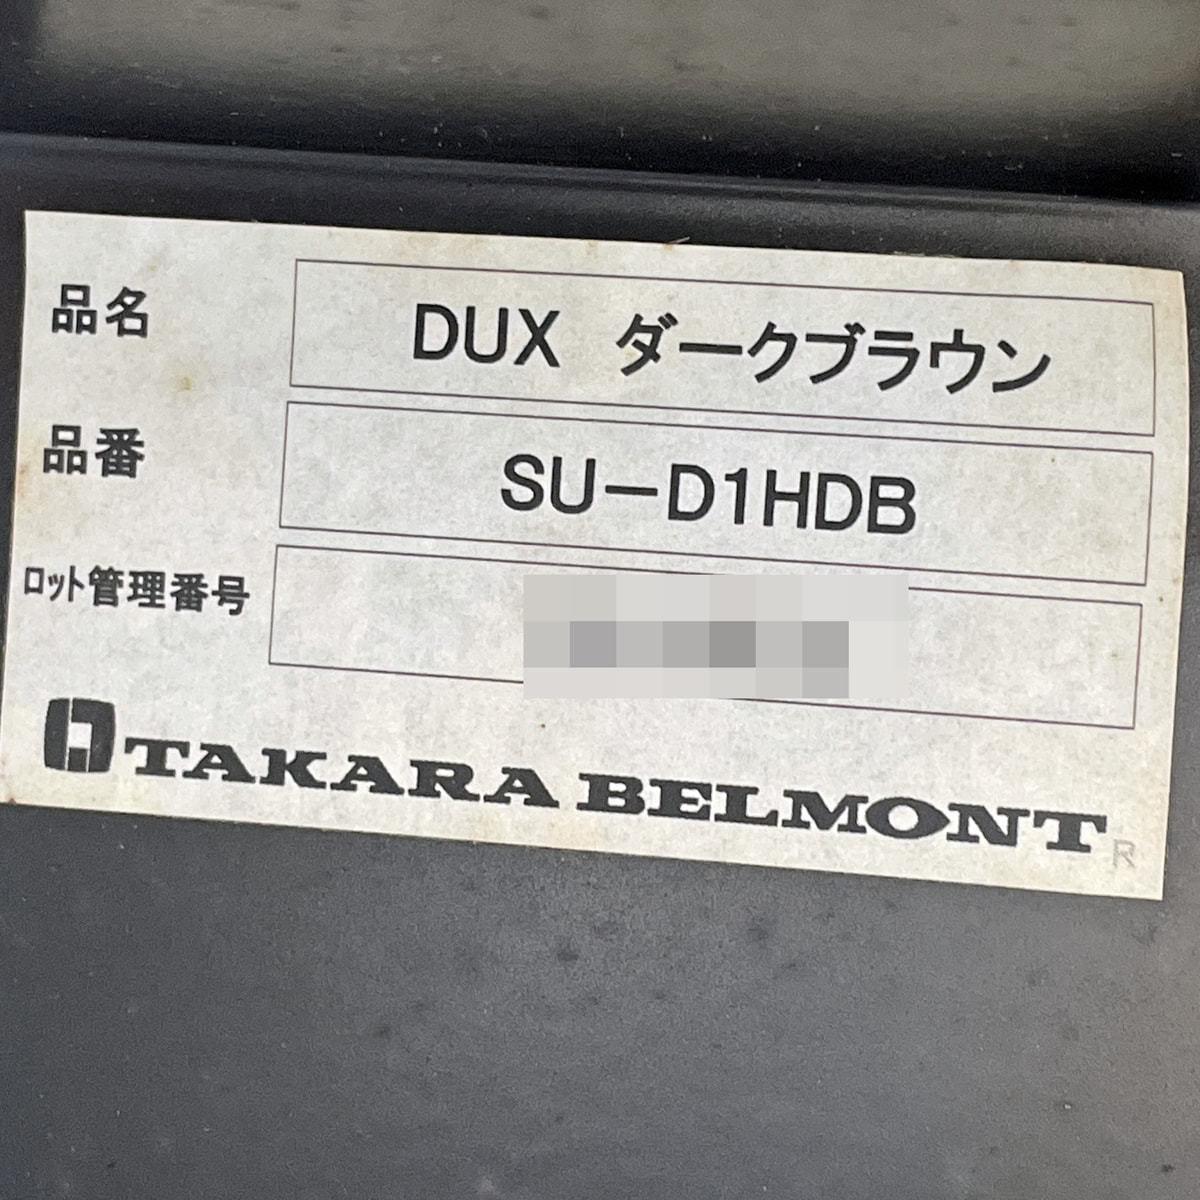 品名 DUX ダークブラウン
品番 SU-D1HDB
ロット管理番号
TAKARA BELMONT R